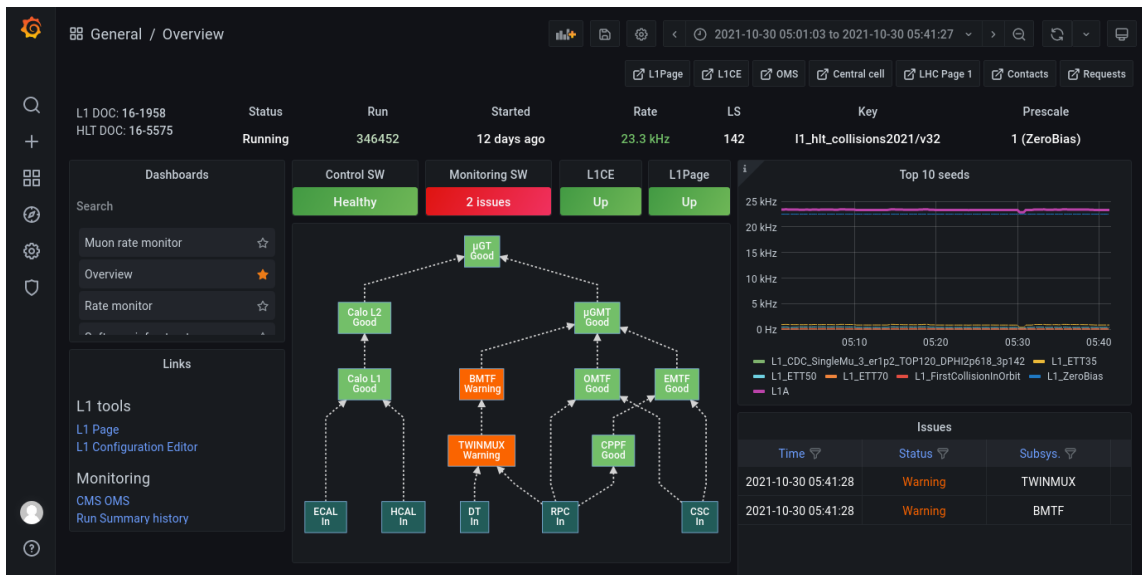 General / Overview
2021-10-30 05:01:03 to 2021-10-30 05:41:27
L1Page
L1CE
OMS
Central cell
LHC Page 1
Contacts
Requests
L1 DOC: 16-1958
HLT DOC: 16-5575
Status
Running
Run
346452
Started
12 days ago
Rate
23.3 kHz
LS
142
Key
l1_hlt_collisions2021/v32
Prescale
1 (ZeroBias)
Dashboards
Search
Muon rate monitor
Overview
Rate monitor
Links
L1 tools
L1 Page
L1 Configuration Editor
Monitoring
CMS OMS
Run Summary history
Control SW
Healthy
Monitoring SW
2 issues
L1CE
Up
L1Page
Up
µGT
Good
Calo L2
Good
µGMT
Good
Calo L1
Good
BMTF
Warning
OMTF
Good
EMTF
Good
TWINMUX
Warning
CPPF
Good
ECAL
In
HCAL
In
DT
In
RPC
In
CSC
In
Top 10 seeds
25 kHz
20 kHz
15 kHz
10 kHz
5 kHz
0 Hz
05:10 05:20 05:30 05:40
L1_CDC_SingleMu_3_er1p2_TOP120_DPHI2p618_3p142 L1_ETT35
L1_ETT50 L1_ETT70 L1_FirstCollisionInOrbit L1_ZeroBias
L1A
Issues
Time Status Subsys.
2021-10-30 05:41:28 Warning TWINMUX
2021-10-30 05:41:28 Warning BMTF